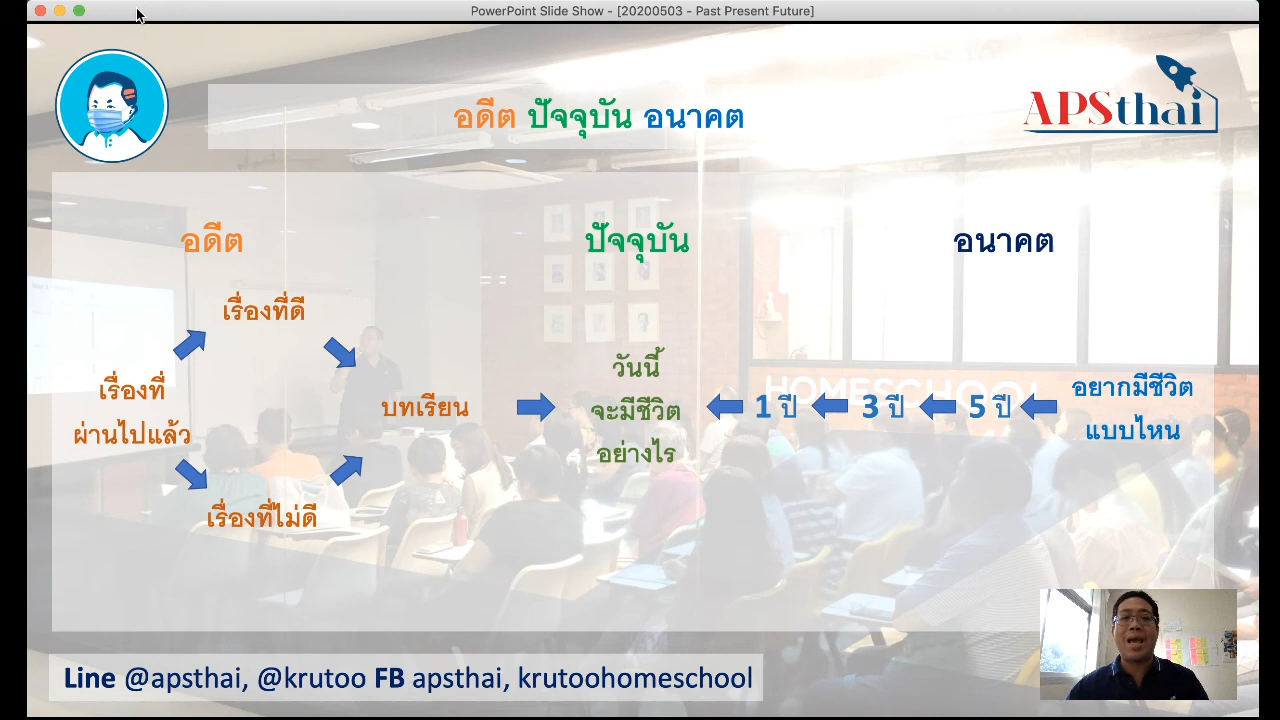 PowerPoint Slide Show - [20200503 - Past Present Future]
อดีต ปัจจุบัน อนาคต
APSthai
อดีต
ปัจจุบัน
อนาคต
เรื่องที่ดี
เรื่องที่
ผ่านไปแล้ว
บทเรียน
เรื่องที่ไม่ดี
วันนี้
จะมีชีวิต
อย่างไร
1 ปี
3 ปี
5 ปี
อยากมีชีวิต
แบบไหน
HOMESCHOOL
Line @apsthai, @krutoo FB apsthai, krutoohomeschool